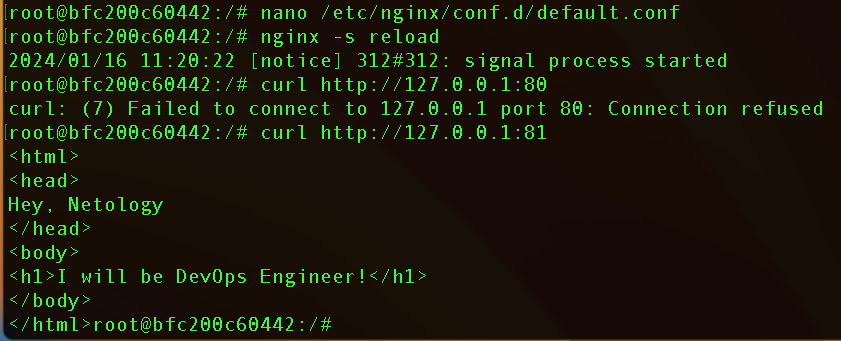 [root@bfc200c60442:/# nano /etc/nginx/conf.d/default.conf
[root@bfc200c60442:/# nginx -s reload
2024/01/16 11:20:22 [notice] 312#312: signal process started
[root@bfc200c60442:/# curl http://127.0.0.1:80
curl: (7) Failed to connect to 127.0.0.1 port 80: Connection refused
[root@bfc200c60442:/# curl http://127.0.0.1:81
<html>
<head>
Hey, Netology
</head>
<body>
<h1>I will be DevOps Engineer!</h1>
</body>
</html>root@bfc200c60442:/#